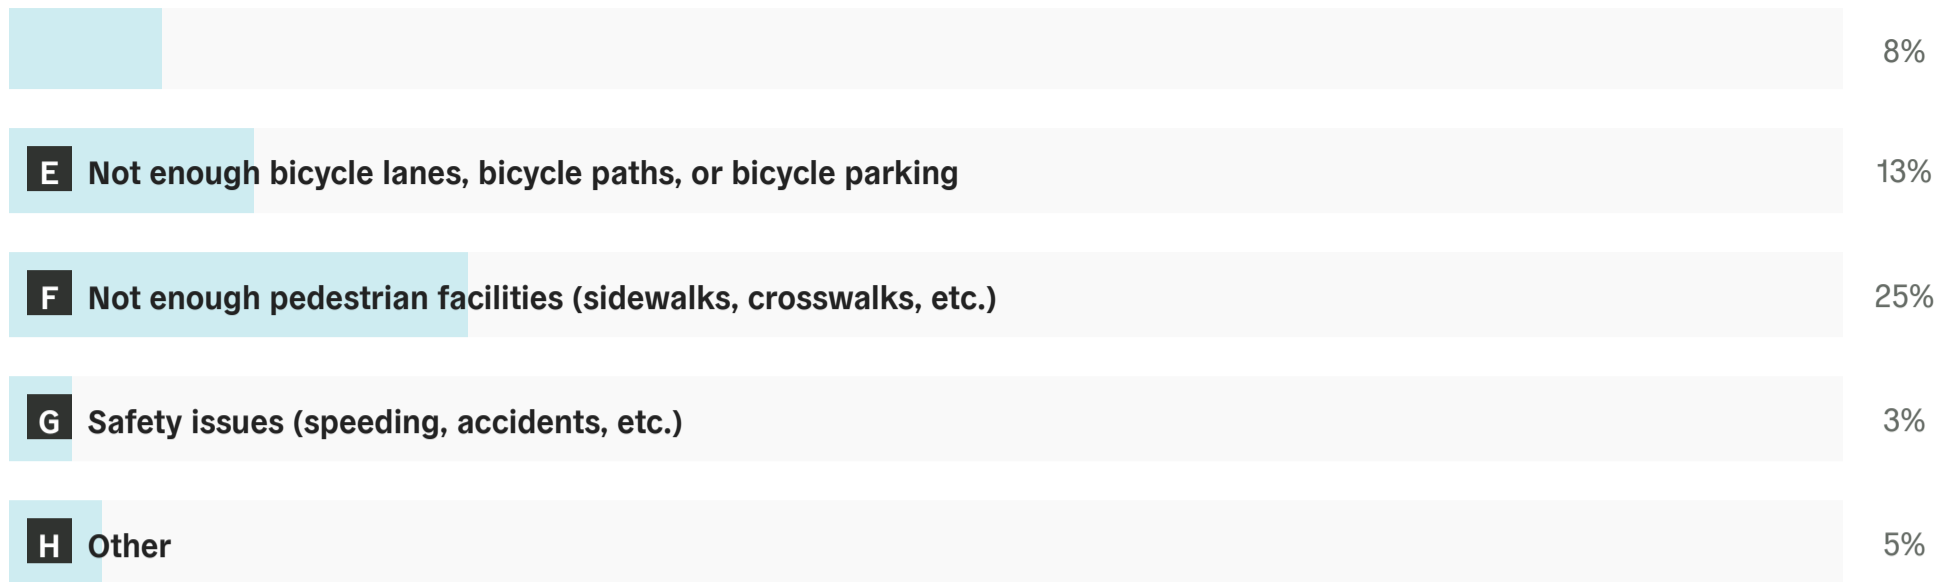 8%
E Not enough bicycle lanes, bicycle paths, or bicycle parking 13%
F Not enough pedestrian facilities (sidewalks, crosswalks, etc.) 25%
G Safety issues (speeding, accidents, etc.) 3%
H Other 5%